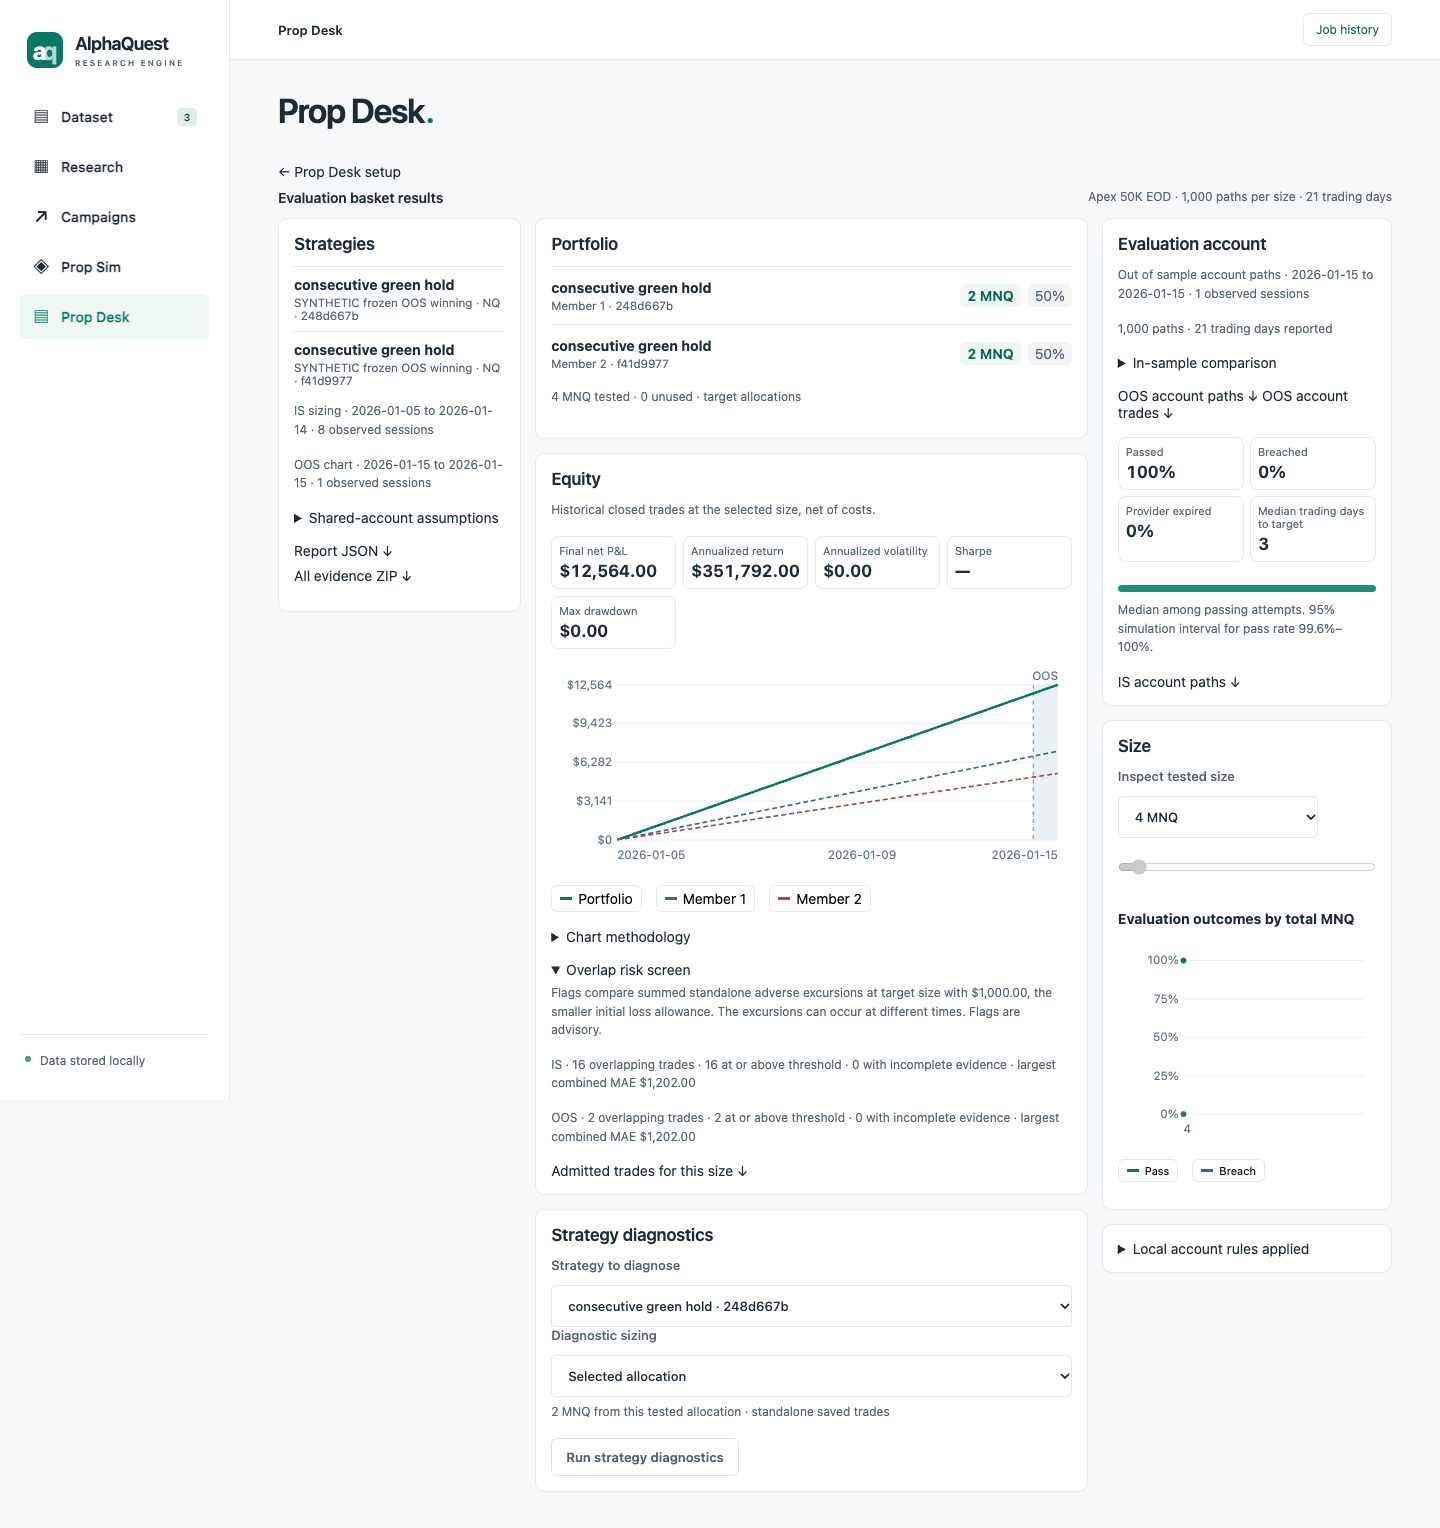 aq
AlphaQuest
RESEARCH ENGINE
Dataset
3
Research
Campaigns
Prop Sim
Prop Desk
Data stored locally
Prop Desk
Job history
Prop Desk.
← Prop Desk setup
Evaluation basket results
Apex 50K EOD · 1,000 paths per size · 21 trading days
Strategies
consecutive green hold
SYNTHETIC frozen OOS winning · NQ
· 248d667b
consecutive green hold
SYNTHETIC frozen OOS winning · NQ
· f41d9977
IS sizing · 2026-01-05 to 2026-01-
14 · 8 observed sessions
OOS chart · 2026-01-15 to 2026-01-
15 · 1 observed sessions
▶ Shared-account assumptions
Report JSON ↓
All evidence ZIP ↓
Portfolio
consecutive green hold
Member 1 · 248d667b
2 MNQ
50%
consecutive green hold
Member 2 · f41d9977
2 MNQ
50%
4 MNQ tested · 0 unused · target allocations
Equity
Historical closed trades at the selected size, net of costs.
Final net P&L
$12,564.00
Annualized return
$351,792.00
Annualized volatility
$0.00
Sharpe
—
Max drawdown
$0.00
OOS
$12,564
$9,423
$6,282
$3,141
$0
2026-01-05
2026-01-09
2026-01-15
Portfolio
Member 1
Member 2
▶ Chart methodology
▼ Overlap risk screen
Flags compare summed standalone adverse excursions at target size with $1,000.00, the
smaller initial loss allowance. The excursions can occur at different times. Flags are
advisory.
IS · 16 overlapping trades · 16 at or above threshold · 0 with incomplete evidence · largest
combined MAE $1,202.00
OOS · 2 overlapping trades · 2 at or above threshold · 0 with incomplete evidence · largest
combined MAE $1,202.00
Admitted trades for this size ↓
Strategy diagnostics
Strategy to diagnose
consecutive green hold · 248d667b
Diagnostic sizing
Selected allocation
2 MNQ from this tested allocation · standalone saved trades
Run strategy diagnostics
Evaluation account
Out of sample account paths · 2026-01-15 to
2026-01-15 · 1 observed sessions
1,000 paths · 21 trading days reported
▶ In-sample comparison
OOS account paths ↓ OOS account
trades ↓
Passed
100%
Breached
0%
Provider expired
0%
Median trading days
to target
3
Median among passing attempts. 95%
simulation interval for pass rate 99.6%–
100%.
IS account paths ↓
Size
Inspect tested size
4 MNQ
Evaluation outcomes by total MNQ
100%
75%
50%
25%
0%
4
Pass
Breach
▶ Local account rules applied